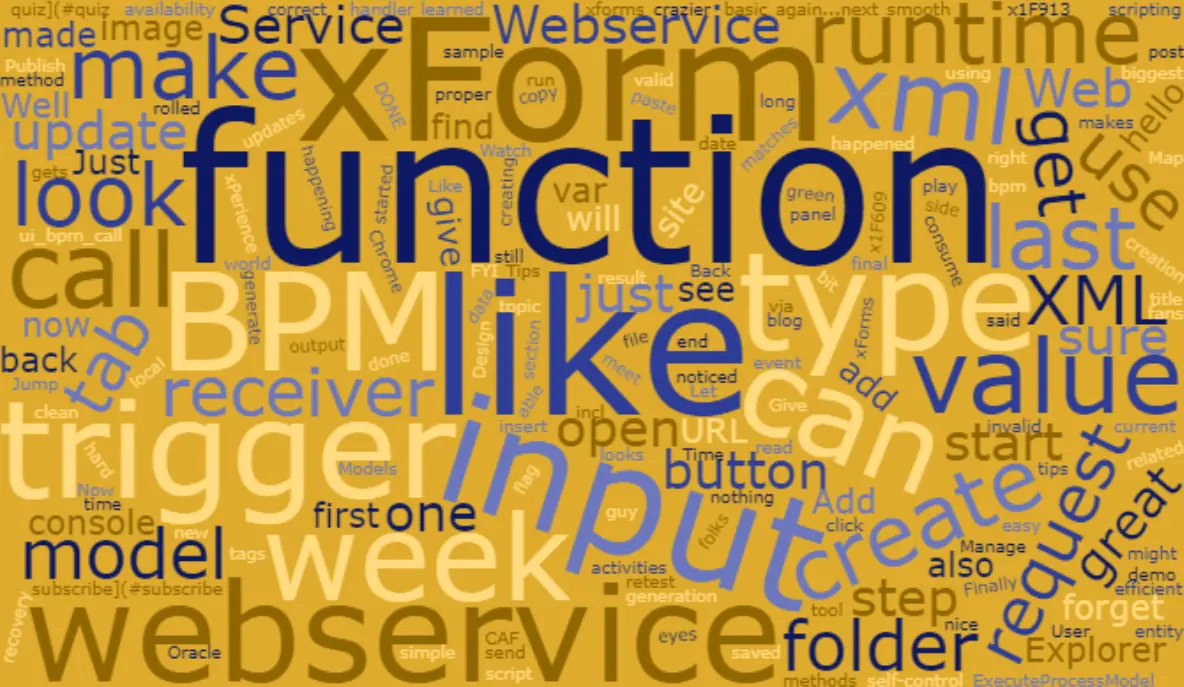 quiz](#quiz availability correct handler learned xforms crazier basic again...next smooth x1F913 scripting
made image Service Webservice runtime
sample post
Publish make xForm xml Web biggest
method run valid using
Well rolled proper copy DONE paste long get makes hello
update updates find date matches happened use
Just function Watch right Map
gets look happening started creating var green play bpm
xPerience Like give will site panel side x1F609 consume last
ui_bpm_call still creation
call world Chrome FYI Tips result Back type final
generate BPM like data topic just see via bit XML title
now blog said fans
tab output Design section file end xForms sure
back local done meet noticed event add value
Jump receiver able Let can
clean trigger insert incl open URL Give start invalid current
hard Models input looks Time read request related
Now flag button tips
time nothing Add create great
console first one guy folks click easy
new Manage
model tags week activities also might
demo
subscribe](#subscribe retest Finally efficient
recovery webservice generation tool step nice forget
Oracle CAF eyes folder User entity
simple send saved Explorer
script methods self-control ExecuteProcessModel